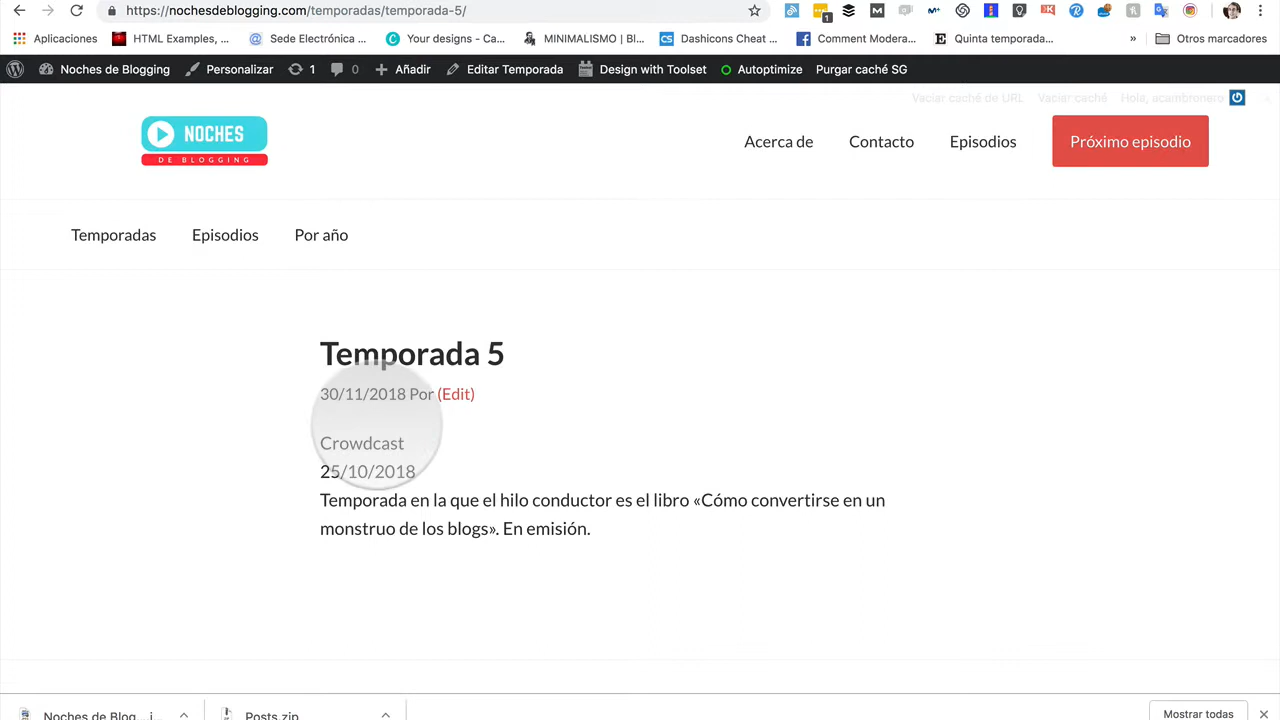 https://nochesdeblogging.com/temporadas/temporada-5/
1
Aplicaciones HTML Examples, ... Sede Electrónica ... Your designs - Ca... MINIMALISMO | Bl... CS Dashicons Cheat ... Comment Modera... E Quinta temporada... » Otros marcadores
Noches de Blogging Personalizar 1 0 Añadir Editar Temporada Design with Toolset Autoptimize Purgar caché SG
Vaciar caché de URL Vaciar caché Hola, acambronero
NOCHES
DE BLOGGING
Acerca de Contacto Episodios Próximo episodio
Temporadas Episodios Por año
Temporada 5
30/11/2018 Por (Edit)
Crowdcast
25/10/2018
Temporada en la que el hilo conductor es el libro «Cómo convertirse en un
monstruo de los blogs». En emisión.
Noches de Blog....i... Posts.zip Mostrar todas